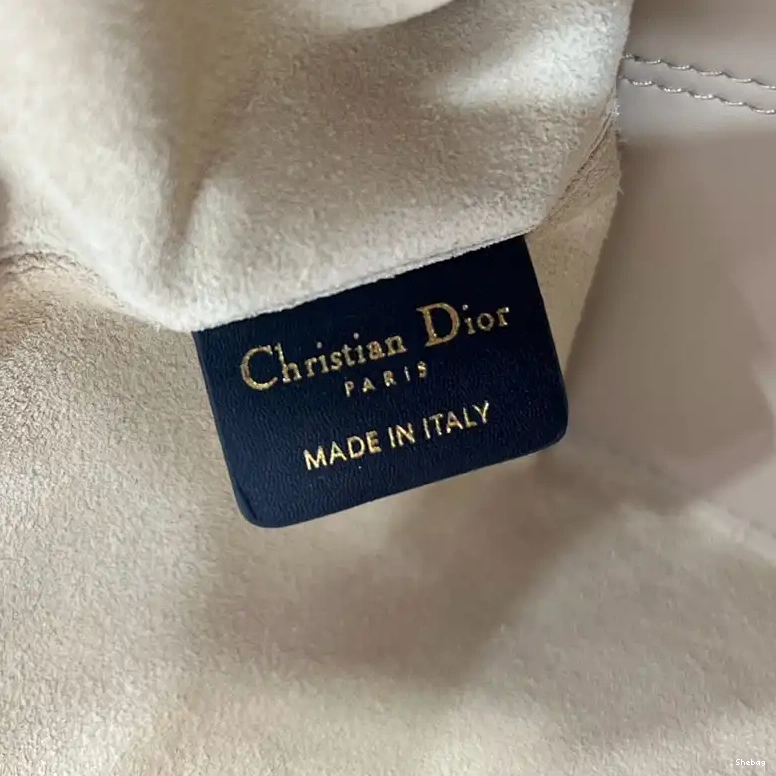 Christian Dior
PARIS
MADE IN ITALY
Shebag